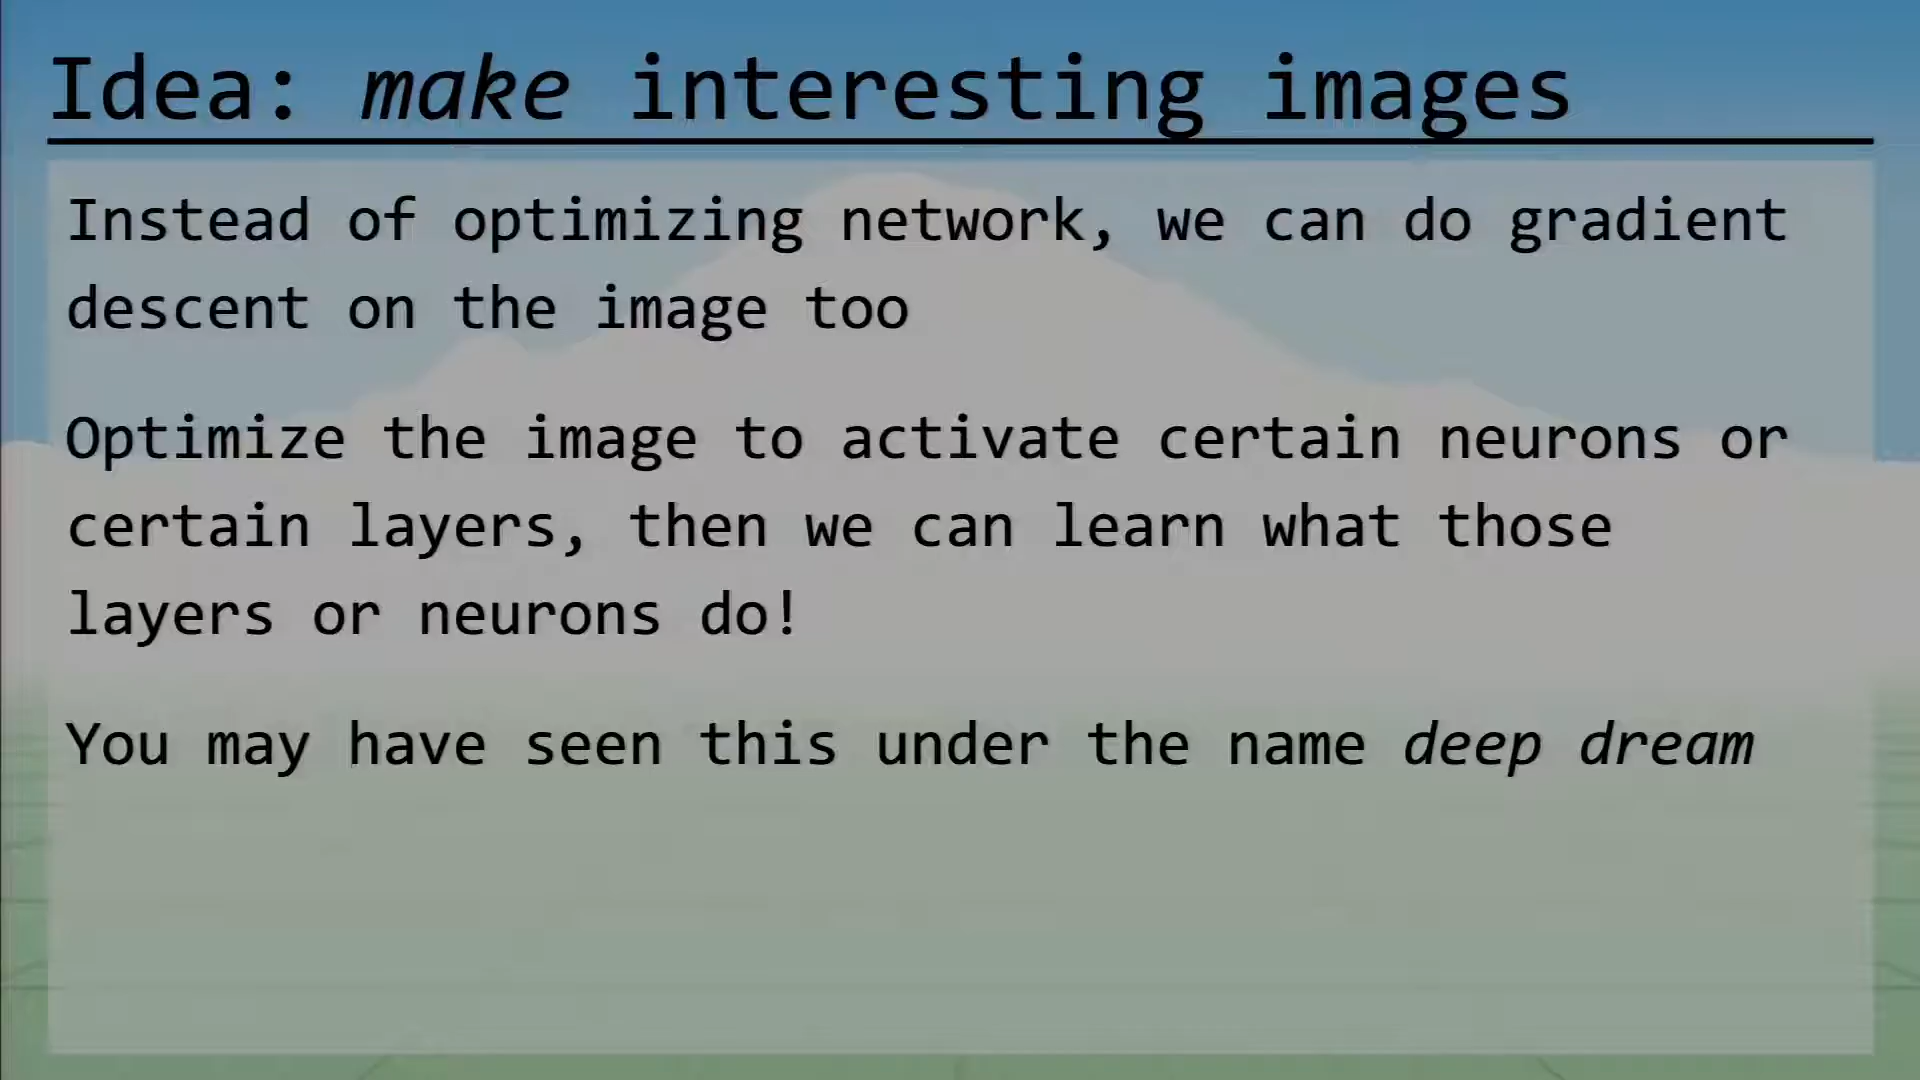 Idea: make interesting images
Instead of optimizing network, we can do gradient
descent on the image too
Optimize the image to activate certain neurons or
certain layers, then we can learn what those
layers or neurons do!
You may have seen this under the name deep dream